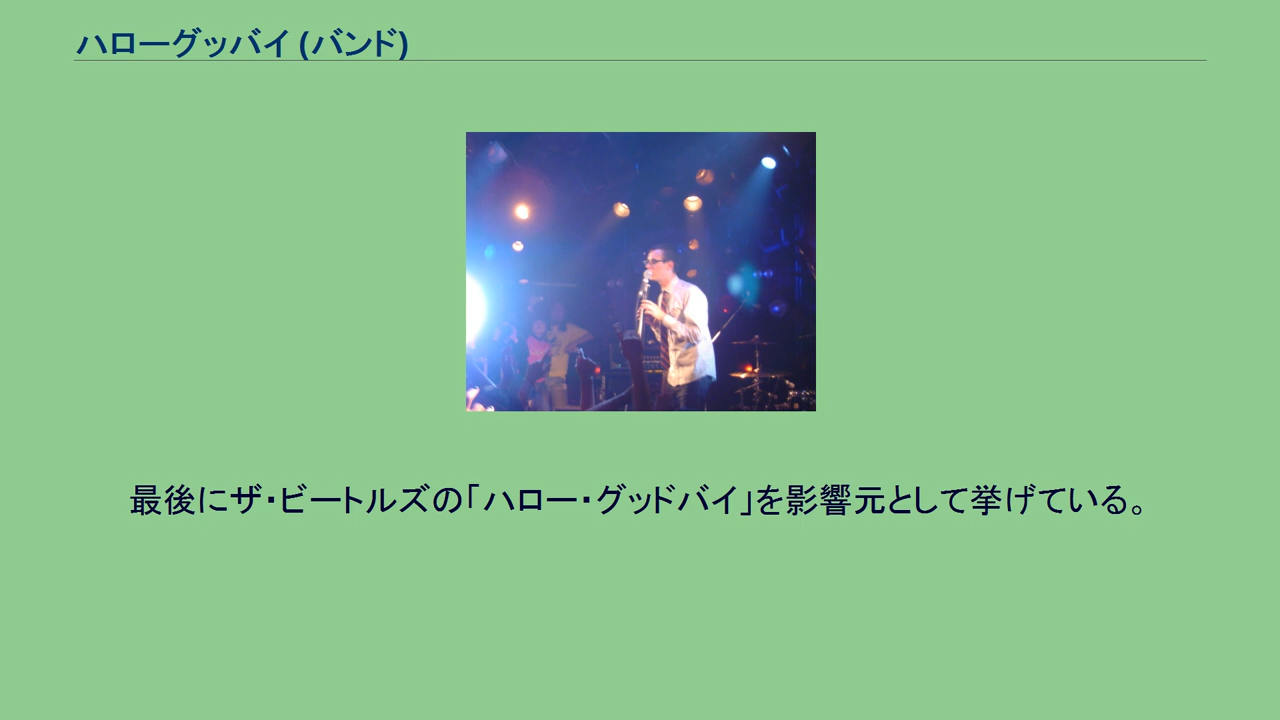 ハローグッバイ (バンド)
最後にザ・ビートルズの「ハロー・グッドバイ」を影響元として挙げている。